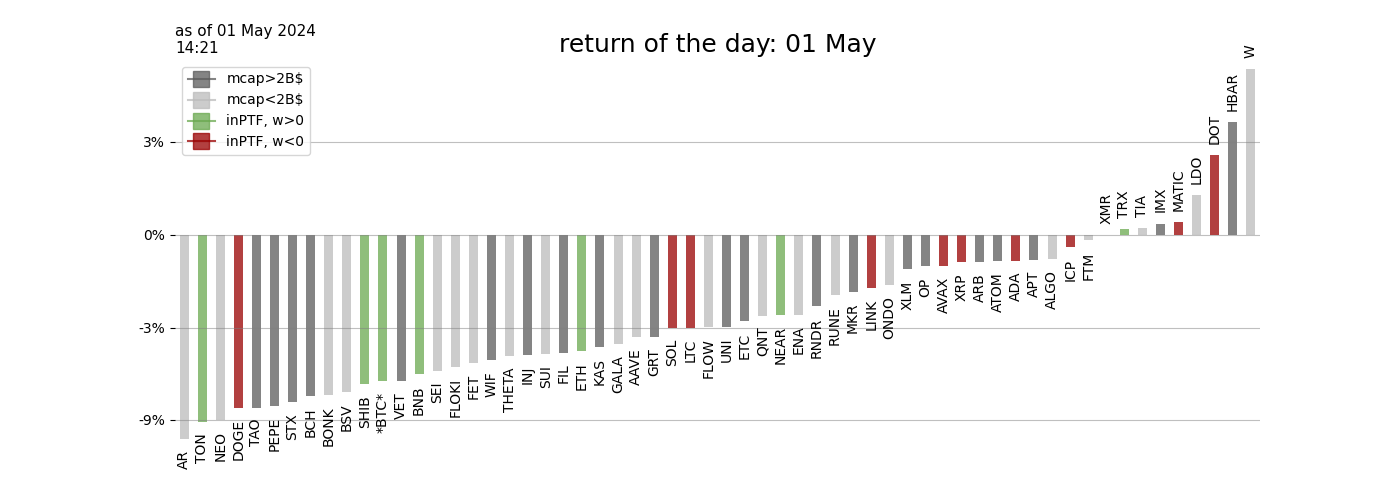 as of 01 May 2024
14:21
return of the day: 01 May
mcap>2B$
mcap<2B$
inPTF, w>0
inPTF, w<0
3%
0%
-3%
-9%
AR
TON
NEO
DOGE
TAO
PEPE
STX
BCH
BONK
BSV
SHIB
*BTC*
VET
BNB
SEI
FLOKI
FET
WIF
THETA
INJ
SUI
FIL
ETH
KAS
GALA
AAVE
GRT
SOL
LTC
FLOW
UNI
ETC
QNT
NEAR
ENA
RNDR
RUNE
MKR
LINK
ONDO
XLM
OP
AVAX
XRP
ARB
ATOM
ADA
APT
ALGO
ICP
FTM
XMR
TRX
TIA
IMX
MATIC
LDO
DOT
HBAR
W